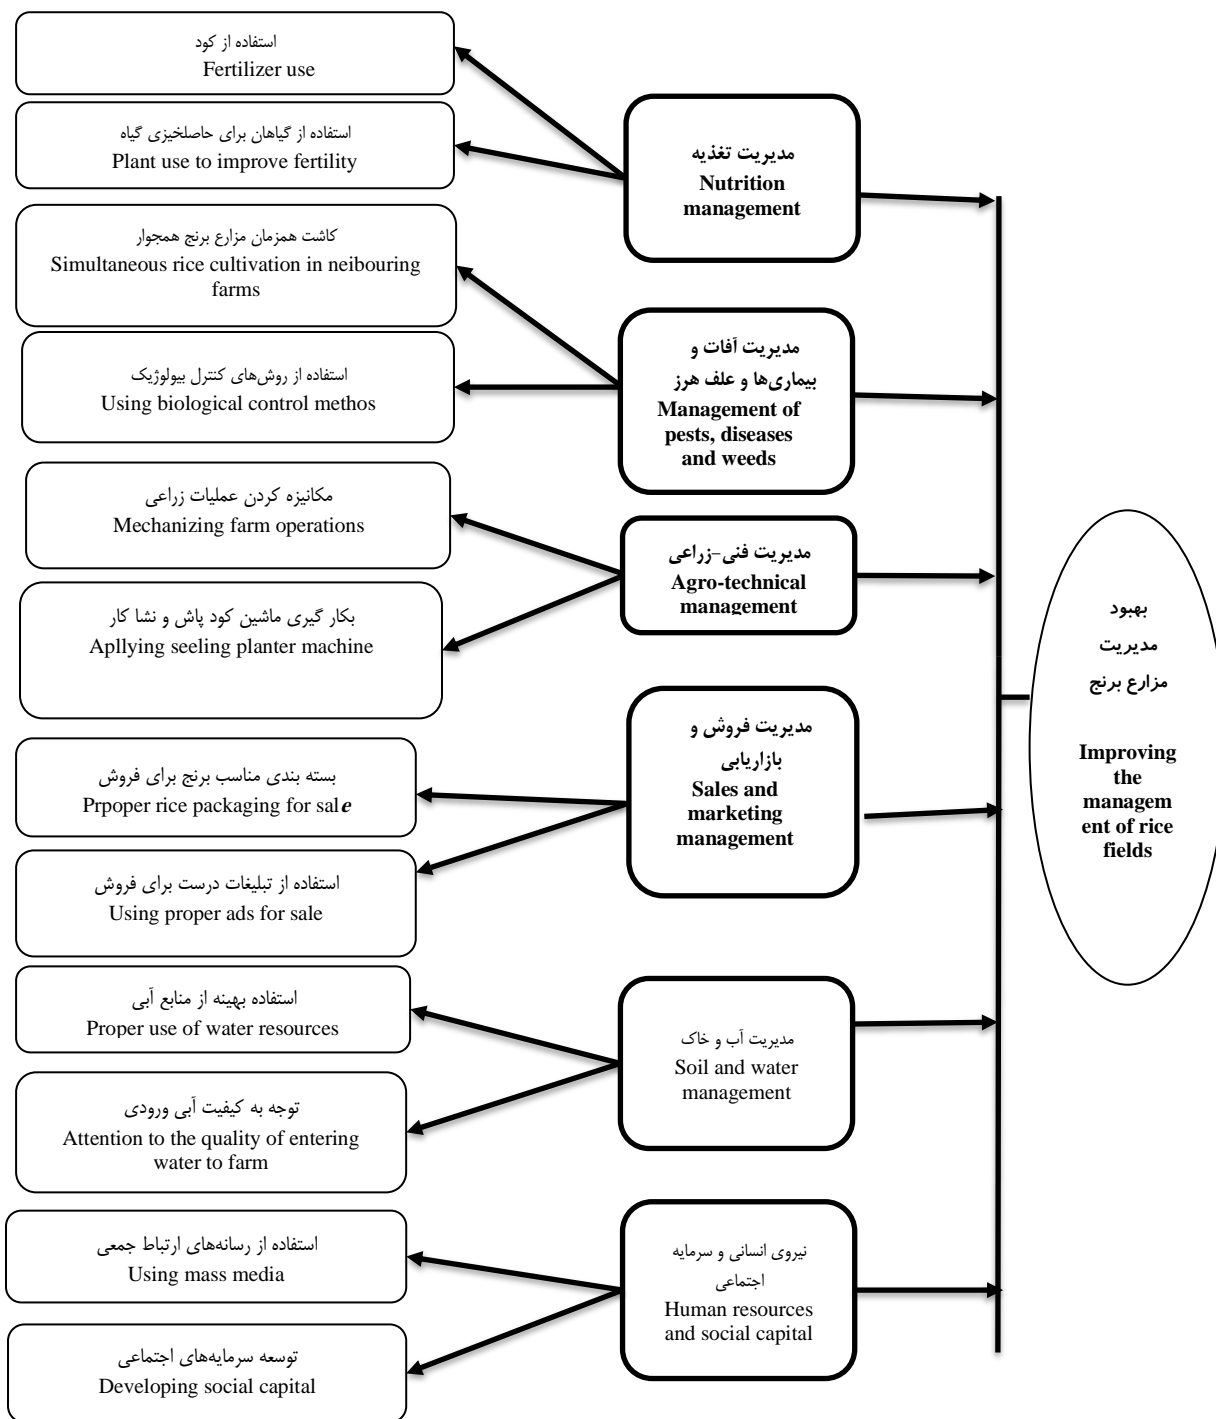 استفاده از کود
Fertilizer use
استفاده از گیاهان برای حاصلخیزی گیاه
Plant use to improve fertility
کاشت همزمان مزارع برنج همجوار
Simultaneous rice cultivation in neibouring
farms
استفاده از روش‌های کنترل بیولوژیک
Using biological control methos
مکانیزه کردن عملیات زراعی
Mechanizing farm operations
بکار گیری ماشین کود پاش و نشا کار
Apllying seeling planter machine
بسته بندی مناسب برنج برای فروش
Prpoper rice packaging for sale
استفاده از تبلیغات درست برای فروش
Using proper ads for sale
استفاده بهینه از منابع آبی
Proper use of water resources
توجه به کیفیت آبی ورودی
Attention to the quality of entering
water to farm
استفاده از رسانه‌های ارتباط جمعی
Using mass media
توسعه سرمایه‌های اجتماعی
Developing social capital
مدیریت تغذیه
Nutrition
management
مدیریت آفات و
بیماری‌ها و علف هرز
Management of
pests, diseases
and weeds
مدیریت فنی-زراعی
Agro-technical
management
مدیریت فروش و
بازاریابی
Sales and
marketing
management
مدیریت آب و خاک
Soil and water
management
نیروی انسانی و سرمایه
اجتماعی
Human resources
and social capital
بهبود
مدیریت
مزارع برنج
Improving
the
managem
ent of rice
fields